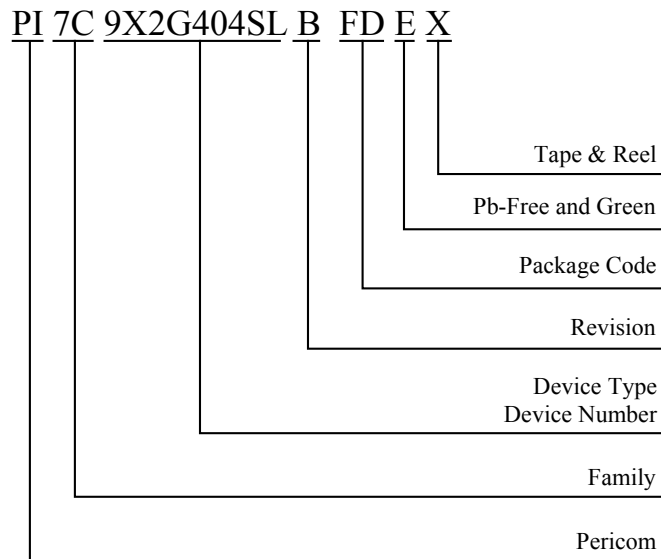 PI 7C 9X2G404SL B FD E X
Tape & Reel
Pb-Free and Green
Package Code
Revision
Device Type
Device Number
Family
Pericom